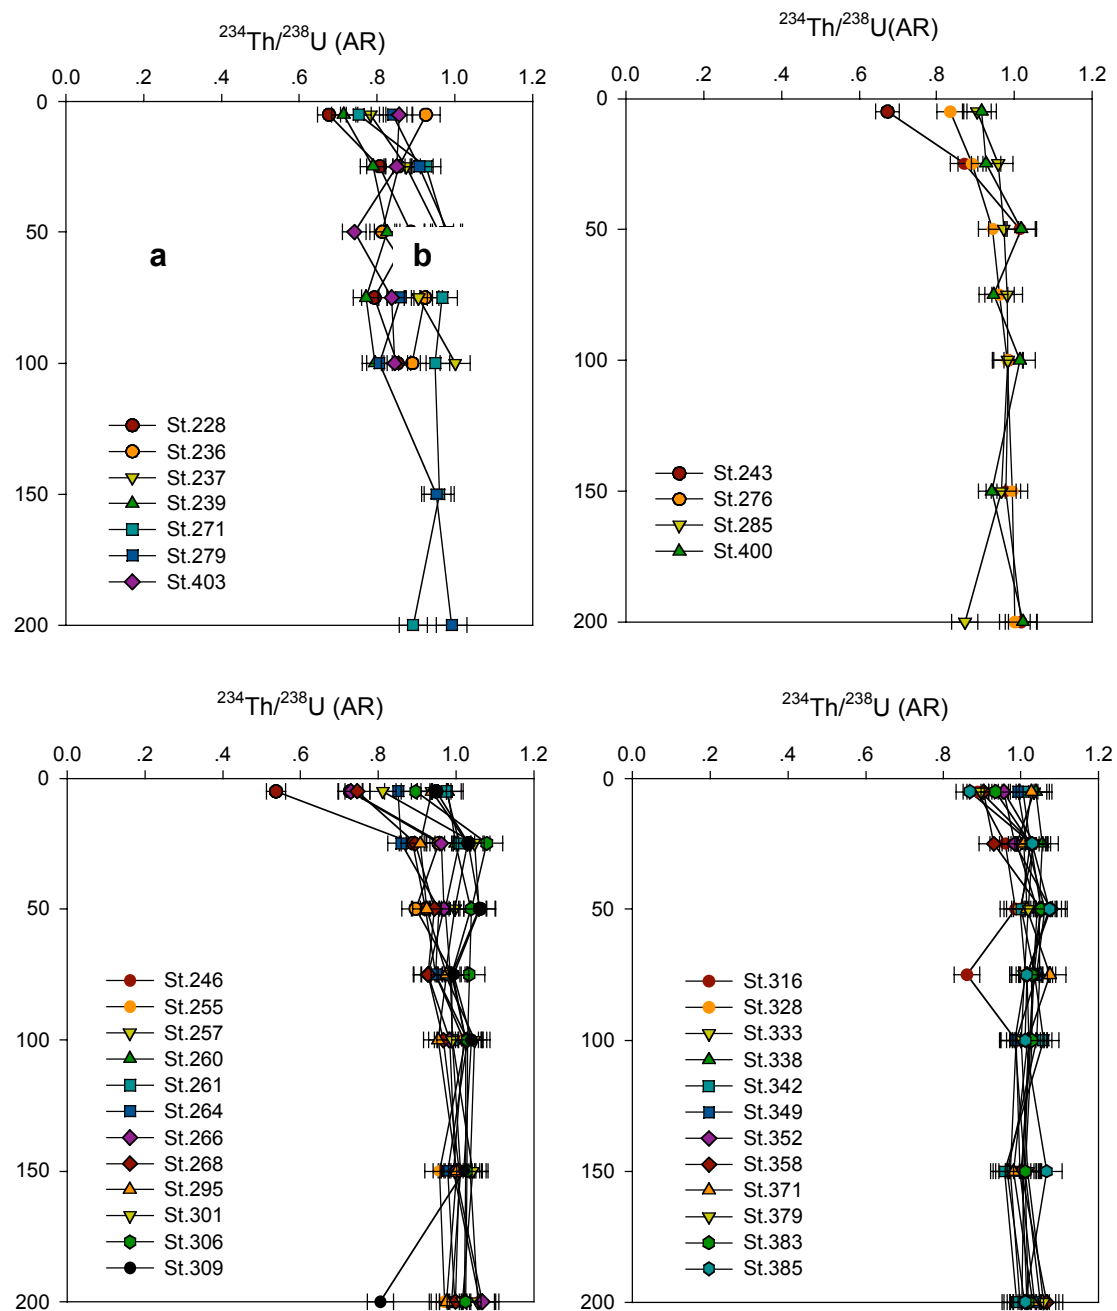 ²³⁴Th/²³⁸U (AR)
0.0 .2 .4 .6 .8 1.0 1.2
0
50
100
150
200
a
b
St.228
St.236
St.237
St.239
St.271
St.279
St.403
²³⁴Th/²³⁸U(AR)
0.0 .2 .4 .6 .8 1.0 1.2
0
50
100
150
200
St.243
St.276
St.285
St.400
²³⁴Th/²³⁸U (AR)
0.0 .2 .4 .6 .8 1.0 1.2
0
50
100
150
200
St.246
St.255
St.257
St.260
St.261
St.264
St.266
St.268
St.295
St.301
St.306
St.309
²³⁴Th/²³⁸U (AR)
0.0 .2 .4 .6 .8 1.0 1.2
0
50
100
150
200
St.316
St.328
St.333
St.338
St.342
St.349
St.352
St.358
St.371
St.379
St.383
St.385